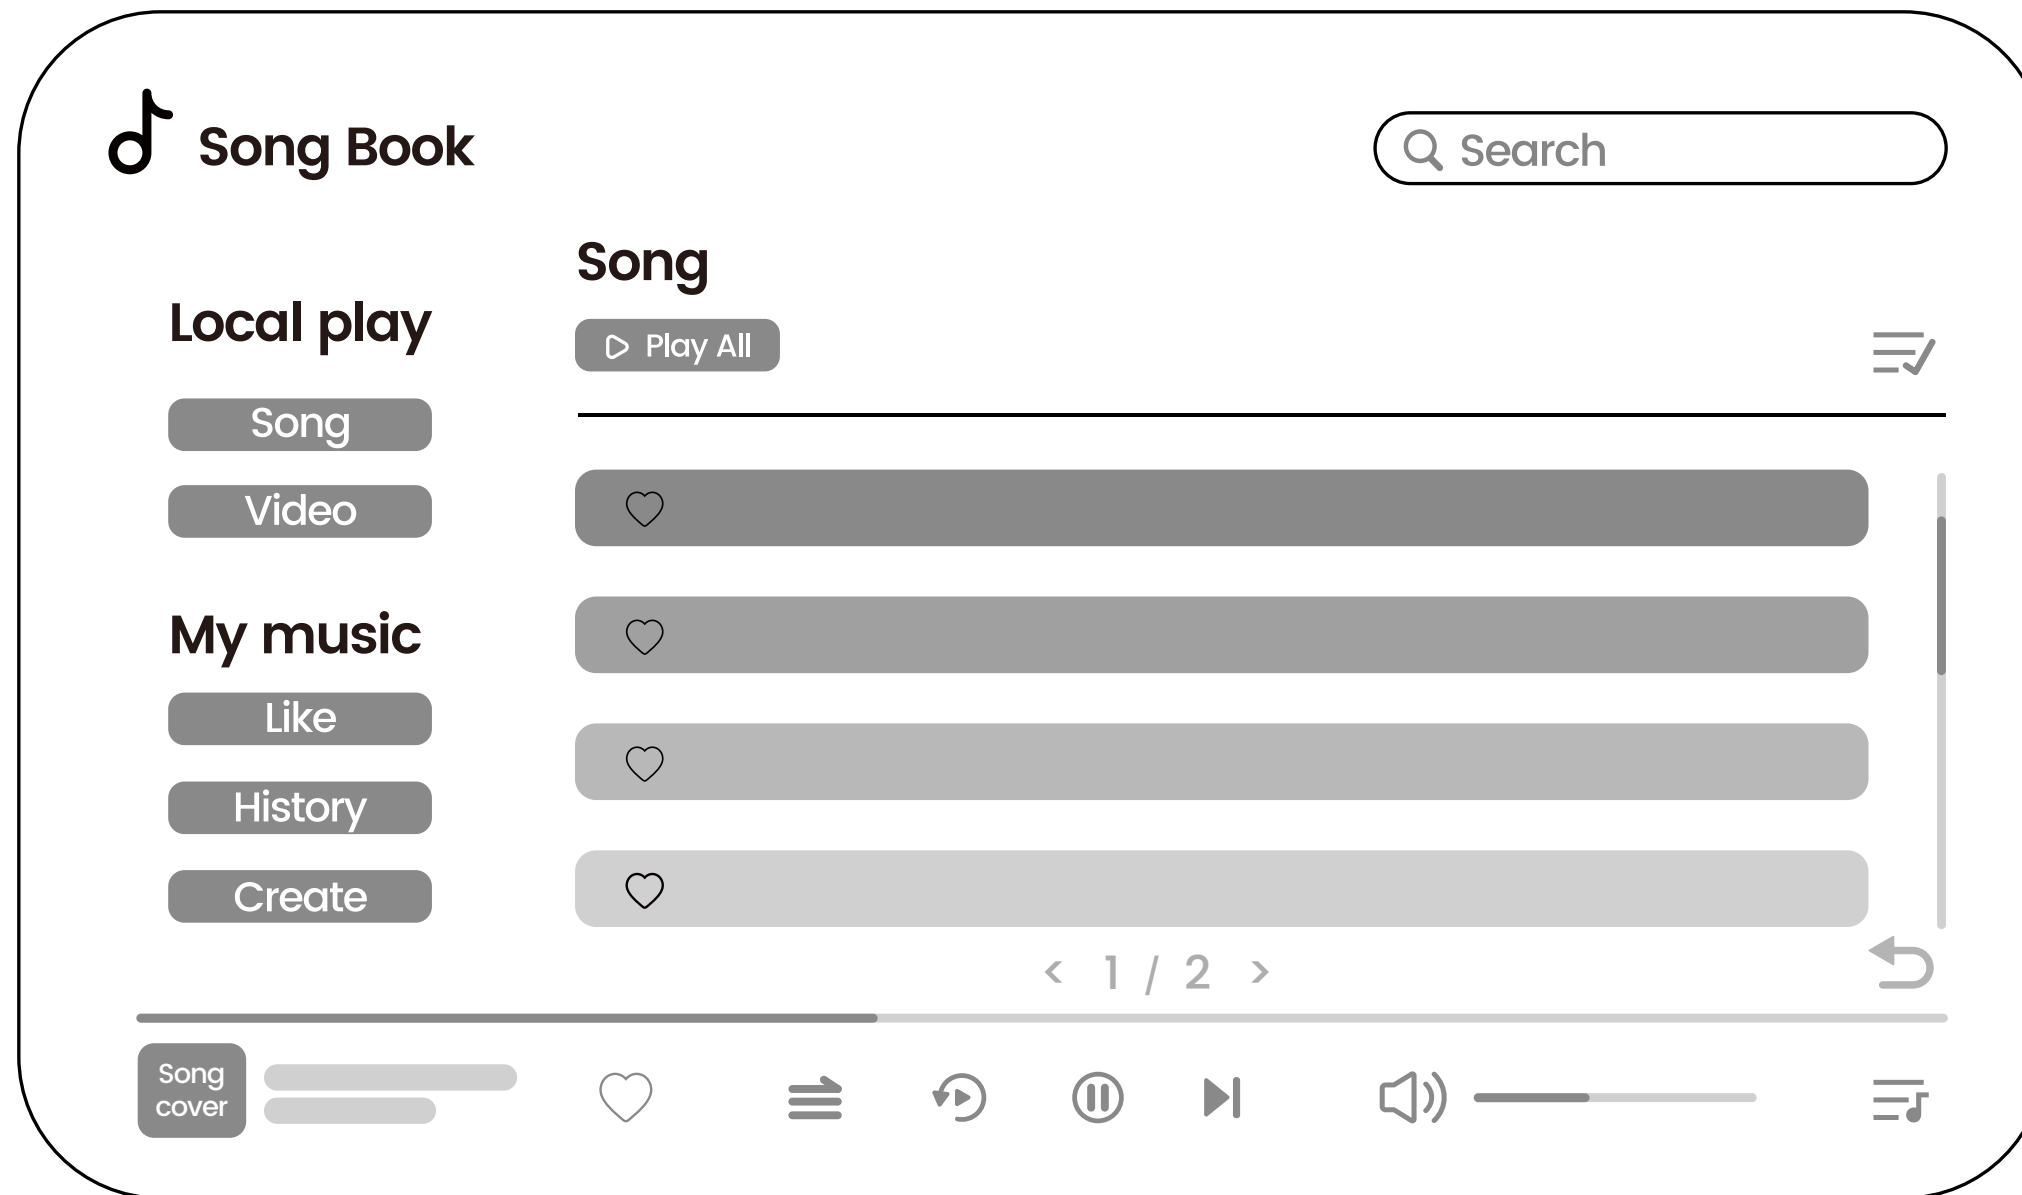 Song Book
Search
Local play
Song
Video
My music
Like
History
Create
Song
Play All
< 1 / 2 >
Song
cover